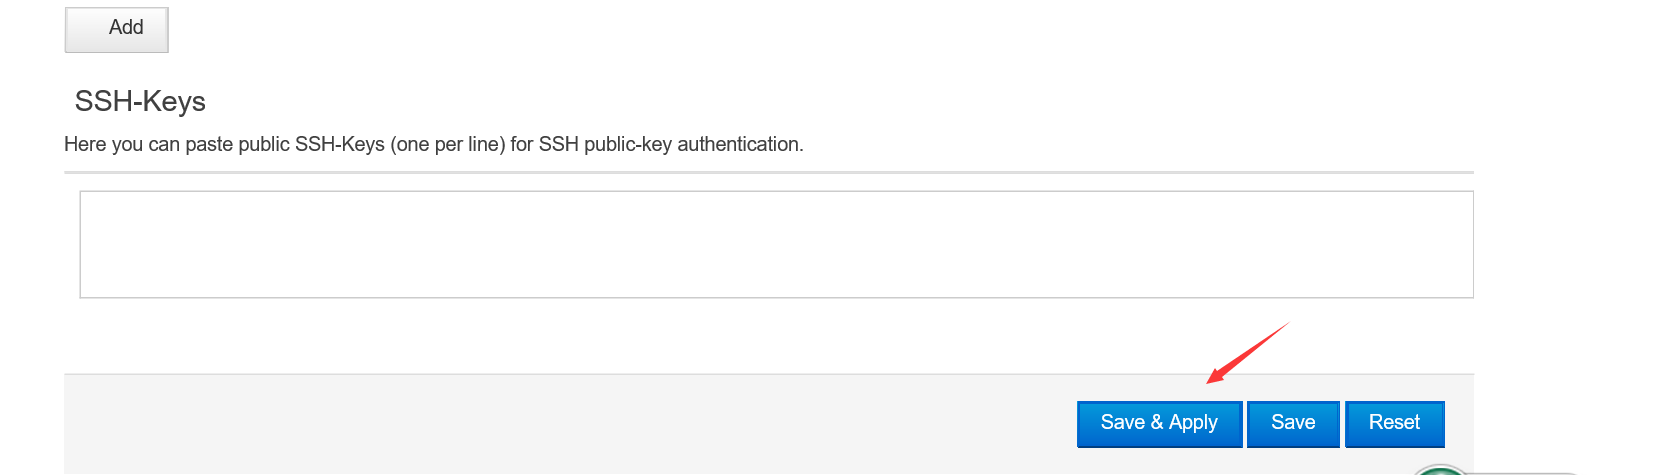 Add
SSH-Keys
Here you can paste public SSH-Keys (one per line) for SSH public-key authentication.
Save & Apply
Save
Reset